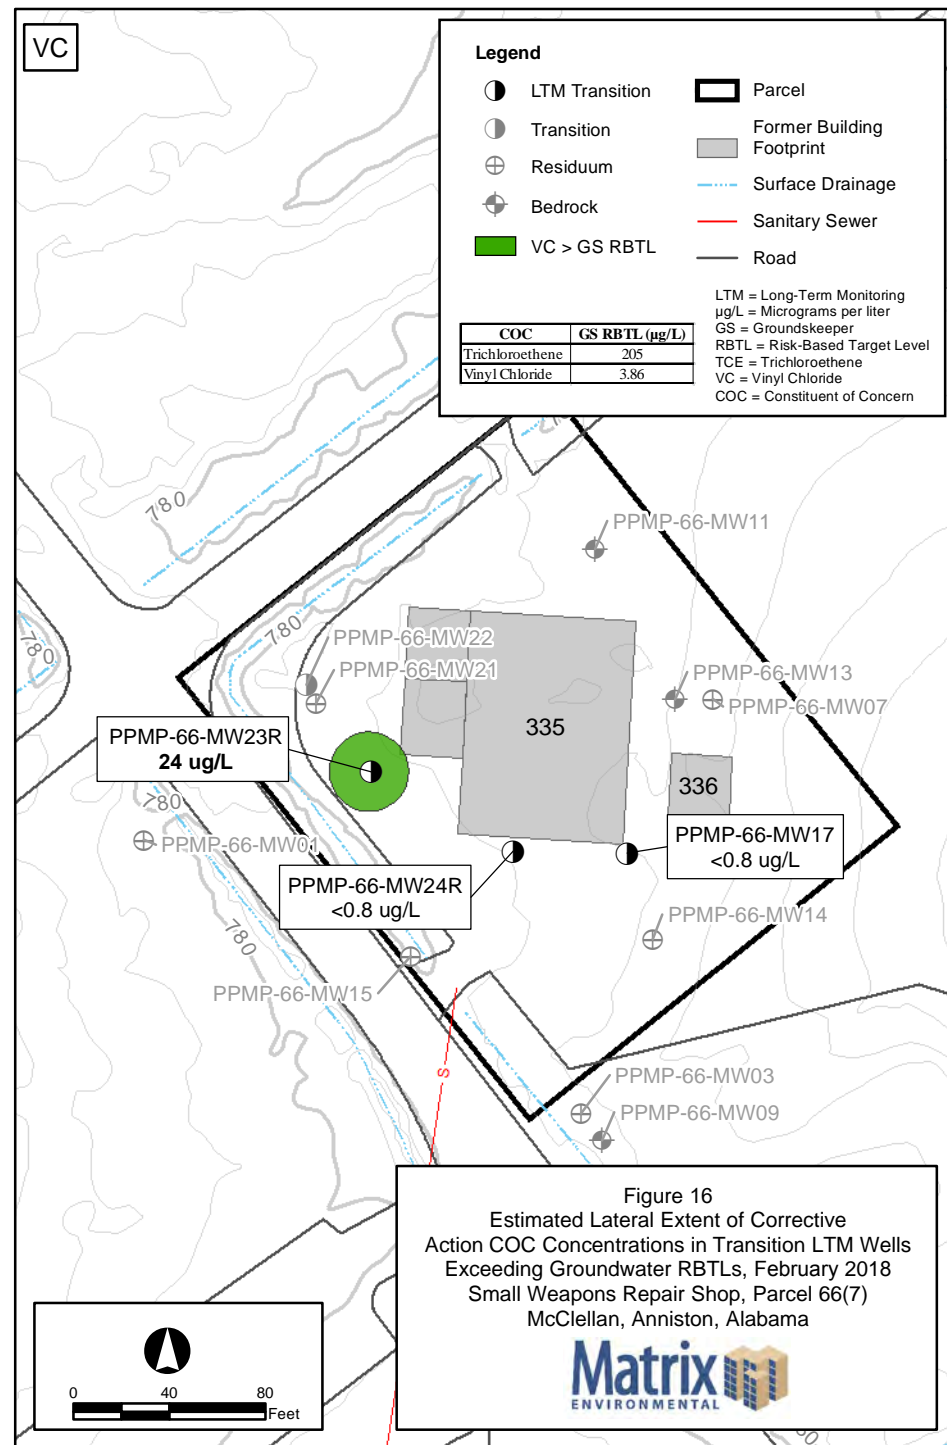 VC
Legend
LTM Transition
Transition
Residuum
Bedrock
VC > GS RBTL
Parcel
Former Building
Footprint
Surface Drainage
Sanitary Sewer
Road
COC GS RBTL (µg/L)
Trichloroethene 205
Vinyl Chloride 3.86
LTM = Long-Term Monitoring
µg/L = Micrograms per liter
GS = Groundskeeper
RBTL = Risk-Based Target Level
TCE = Trichloroethene
VC = Vinyl Chloride
COC = Constituent of Concern
780
PPMP-66-MW11
780
780
PPMP-66-MW22
PPMP-66-MW21
PPMP-66-MW13
PPMP-66-MW07
335
PPMP-66-MW23R
24 ug/L
336
780
PPMP-66-MW01
PPMP-66-MW17
<0.8 ug/L
PPMP-66-MW24R
<0.8 ug/L
PPMP-66-MW14
780
PPMP-66-MW15
S
PPMP-66-MW03
PPMP-66-MW09
Figure 16
Estimated Lateral Extent of Corrective
Action COC Concentrations in Transition LTM Wells
Exceeding Groundwater RBTLs, February 2018
Small Weapons Repair Shop, Parcel 66(7)
McClellan, Anniston, Alabama
Matrix
ENVIRONMENTAL
0 40 80
Feet